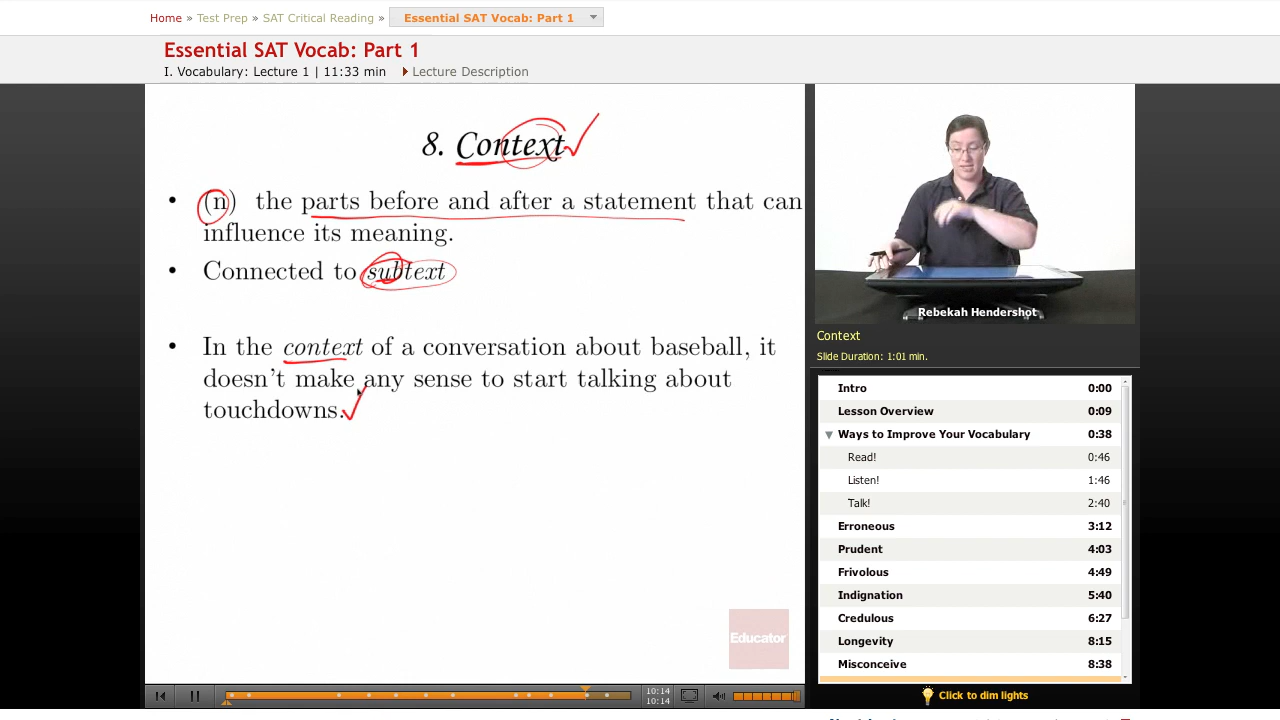 Home » Test Prep » SAT Critical Reading » Essential SAT Vocab: Part 1
Essential SAT Vocab: Part 1
I. Vocabulary: Lecture 1 | 11:33 min Lecture Description
8. Context
• (n) the parts before and after a statement that can
influence its meaning.
• Connected to subtext
• In the context of a conversation about baseball, it
doesn't make any sense to start talking about
touchdowns.
Educator
10:14
10:14
Rebekah Hendershot
Context
Slide Duration: 1:01 min.
Intro 0:00
Lesson Overview 0:09
Ways to Improve Your Vocabulary 0:38
Read! 0:46
Listen! 1:46
Talk! 2:40
Erroneous 3:12
Prudent 4:03
Frivolous 4:49
Indignation 5:40
Credulous 6:27
Longevity 8:15
Misconceive 8:38
Click to dim lights